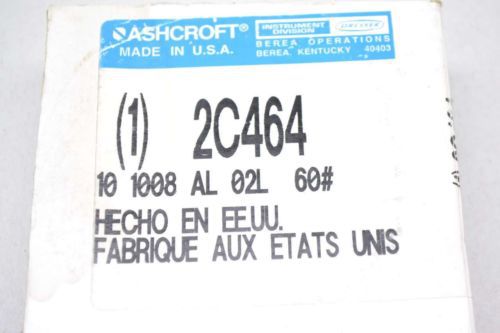 ASHCROFT®
MADE IN U.S.A.
INSTRUMENT
DIVISION
DRESSER
BEREA OPERATIONS
BEREA, KENTUCKY 40403
(1) 2C464
10 1008 AL 02L 60#
HECHO EN EE.UU.
FABRIQUE AUX ETATS UNIS